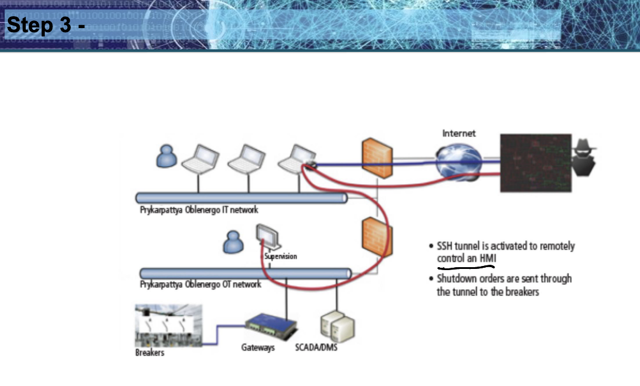 Step 3 -
Internet
Prykarpattya Oblenergo IT network
Supervision
• SSH tunnel is activated to remotely
control an HMI
• Shutdown orders are sent through
the tunnel to the breakers
Prykarpattya Oblenergo OT network
Breakers
Gateways
SCADA/DMS